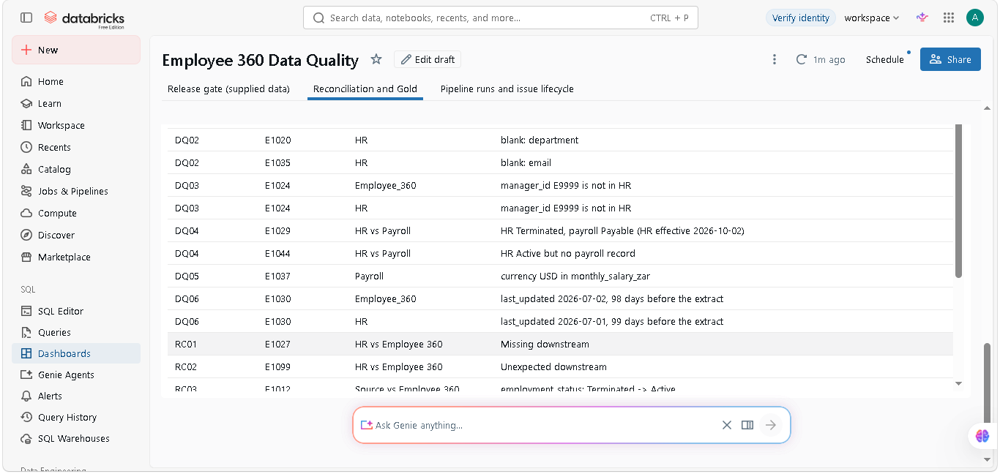 databricks
Free Edition
Search data, notebooks, recents, and more...
CTRL + P
Verify identity
workspace
A
New
Home
Learn
Workspace
Recents
Catalog
Jobs & Pipelines
Compute
Discover
Marketplace
SQL
SQL Editor
Queries
Dashboards
Genie Agents
Alerts
Query History
SQL Warehouses
Data Engineering
Employee 360 Data Quality
Edit draft
1m ago
Schedule
Share
Release gate (supplied data)
Reconciliation and Gold
Pipeline runs and issue lifecycle
DQ02 E1020 HR blank: department
DQ02 E1035 HR blank: email
DQ03 E1024 Employee_360 manager_id E9999 is not in HR
DQ03 E1024 HR manager_id E9999 is not in HR
DQ04 E1029 HR vs Payroll HR Terminated, payroll Payable (HR effective 2026-10-02)
DQ04 E1044 HR vs Payroll HR Active but no payroll record
DQ05 E1037 Payroll currency USD in monthly_salary_zar
DQ06 E1030 Employee_360 last_updated 2026-07-02, 98 days before the extract
DQ06 E1030 HR last_updated 2026-07-01, 99 days before the extract
RC01 E1027 HR vs Employee 360 Missing downstream
RC02 E1099 HR vs Employee 360 Unexpected downstream
RC03 E1012 Source vs Employee 360 employment_status: Terminated -> Active
Ask Genie anything...